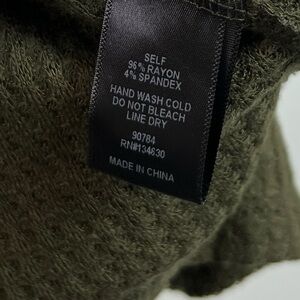 SELF
96% RAYON
4% SPANDEX
HAND WASH COLD
DO NOT BLEACH
LINE DRY
90784
RN#134630
MADE IN CHINA